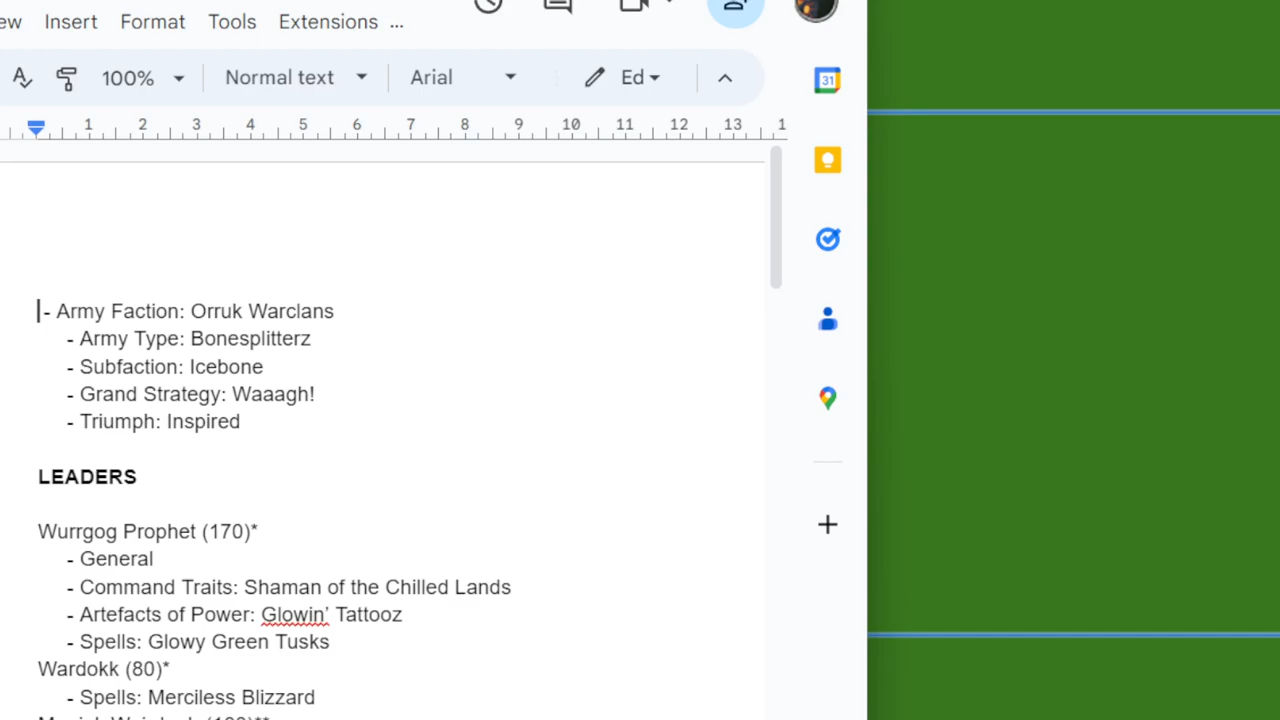 ew Insert Format Tools Extensions ...
100% Normal text Arial Ed
1 2 3 4 5 6 7 8 9 10 11 12 13 1
31
- Army Faction: Orruk Warclans
- Army Type: Bonesplitterz
- Subfaction: Icebone
- Grand Strategy: Waaagh!
- Triumph: Inspired
LEADERS
Wurrgog Prophet (170)*
- General
- Command Traits: Shaman of the Chilled Lands
- Artefacts of Power: Glowin’ Tattooz
- Spells: Glowy Green Tusks
Wardokk (80)*
- Spells: Merciless Blizzard